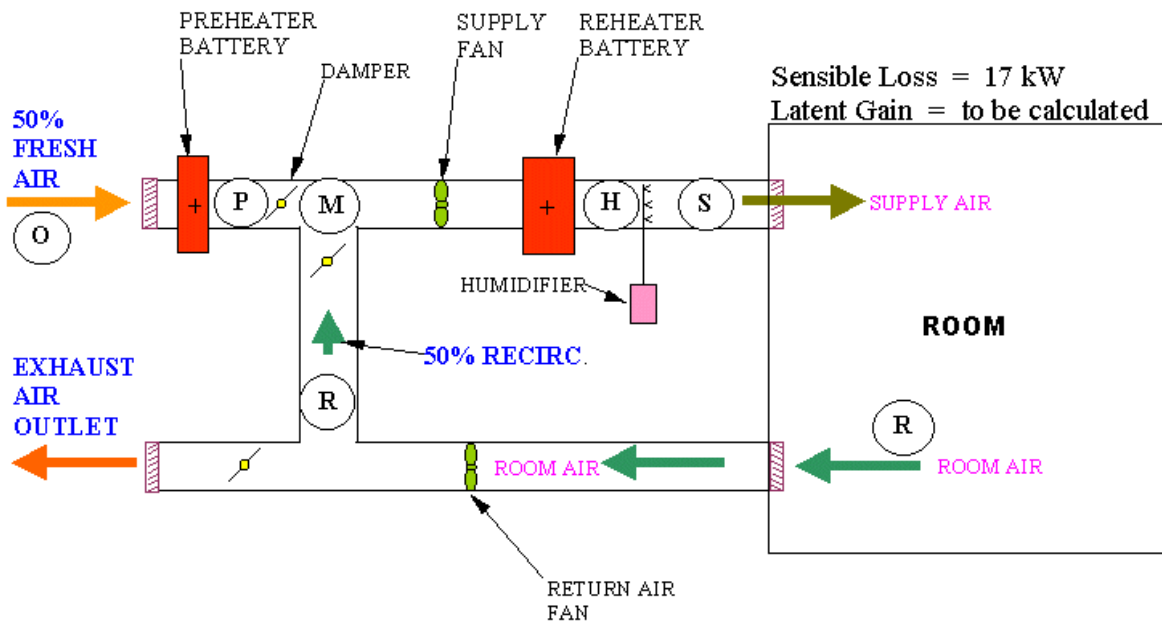 PREHEATER
BATTERY
SUPPLY
FAN
REHEATER
BATTERY
DAMPER
Sensible Loss = 17 kW
Latent Gain = to be calculated
50%
FRESH
AIR
O
+
P
M
+
H
S
SUPPLY AIR
HUMIDIFIER
ROOM
50% RECIRC.
EXHAUST
AIR
OUTLET
R
R
ROOM AIR
ROOM AIR
RETURN AIR
FAN